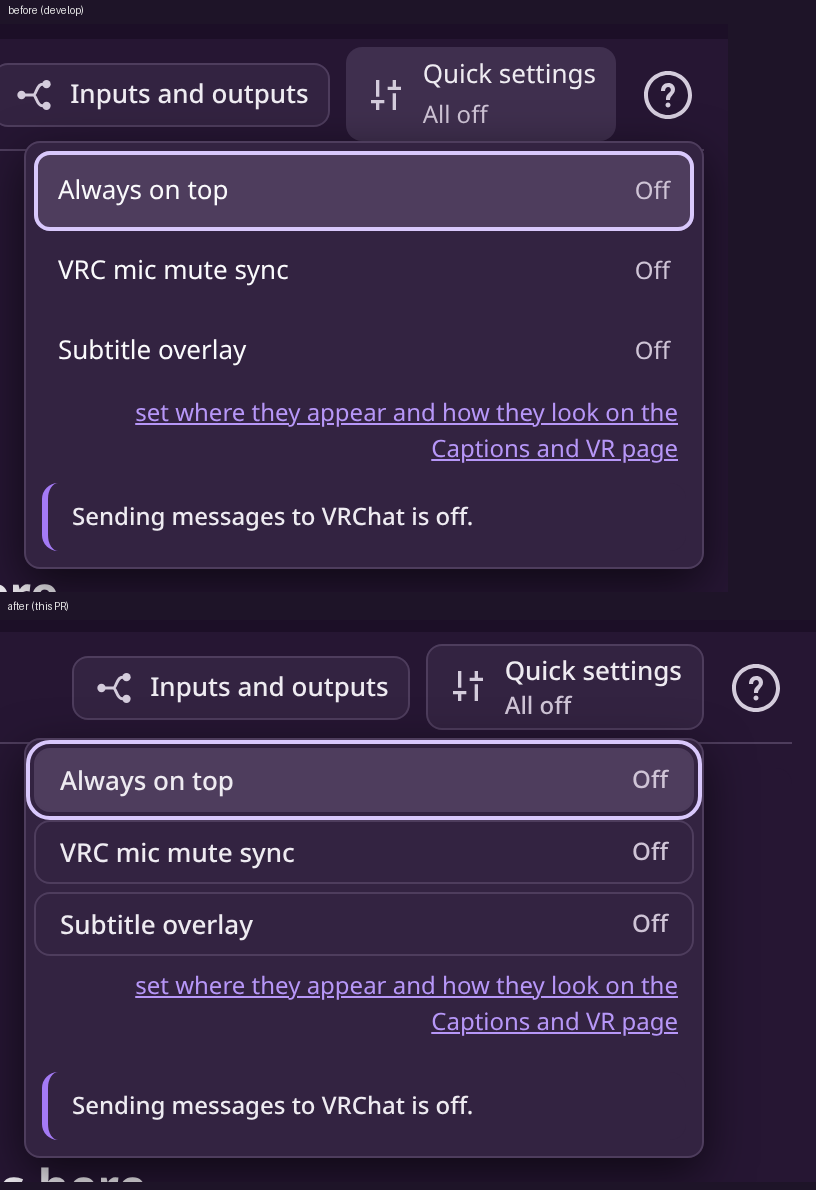 before (develop)
Inputs and outputs
Quick settings
All off
?
Always on top Off
VRC mic mute sync Off
Subtitle overlay Off
set where they appear and how they look on the
Captions and VR page
Sending messages to VRChat is off.
after (this PR)
Inputs and outputs
Quick settings
All off
?
Always on top Off
VRC mic mute sync Off
Subtitle overlay Off
set where they appear and how they look on the
Captions and VR page
Sending messages to VRChat is off.